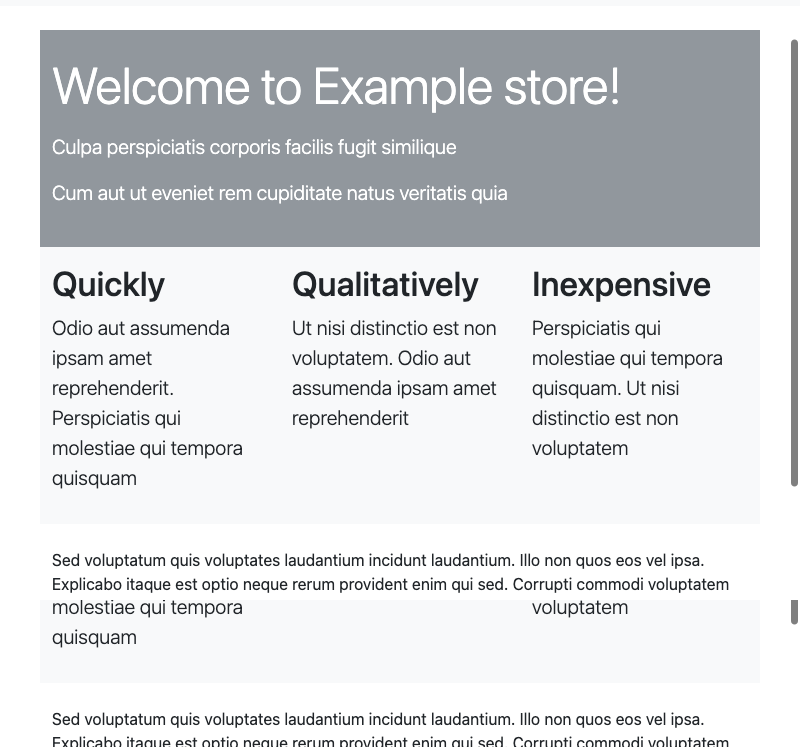 Welcome to Example store!
Culpa perspiciatis corporis facilis fugit similique
Cum aut ut eveniet rem cupiditate natus veritatis quia
Quickly
Odio aut assumenda
ipsam amet
reprehenderit.
Perspiciatis qui
molestiae qui tempora
quisquam
Qualitatively
Ut nisi distinctio est non
voluptatem. Odio aut
assumenda ipsam amet
reprehenderit
Inexpensive
Perspiciatis qui
molestiae qui tempora
quisquam. Ut nisi
distinctio est non
voluptatem
Sed voluptatum quis voluptates laudantium incidunt laudantium. Illo non quos eos vel ipsa.
Explicabo itaque est optio neque rerum provident enim qui sed. Corrupti commodi voluptatem
molestiae qui tempora
quisquam
voluptatem
Sed voluptatum quis voluptates laudantium incidunt laudantium. Illo non quos eos vel ipsa.
Explicabo itaque est optio neque rerum provident enim qui sed. Corrupti commodi voluptatem